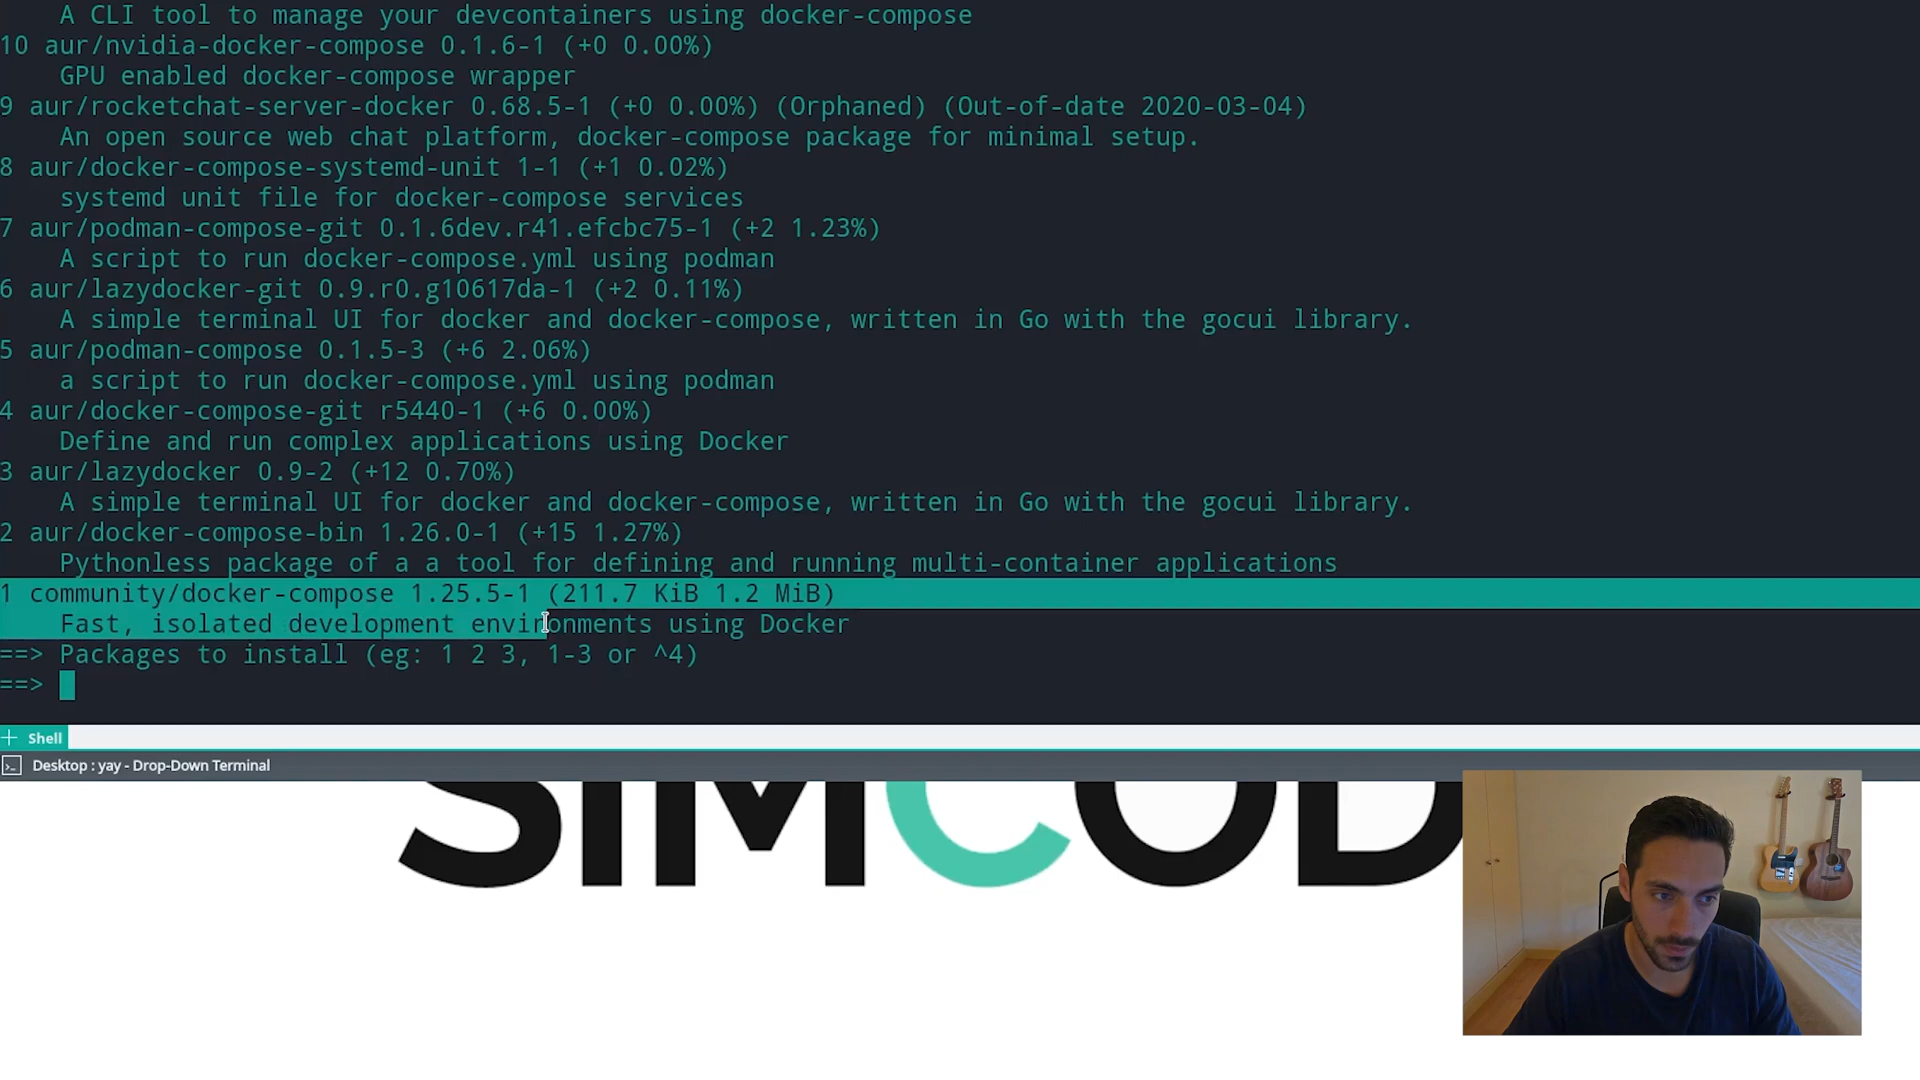 A CLI tool to manage your devcontainers using docker-compose
10 aur/nvidia-docker-compose 0.1.6-1 (+0 0.00%)
GPU enabled docker-compose wrapper
9 aur/rocketchat-server-docker 0.68.5-1 (+0 0.00%) (Orphaned) (Out-of-date 2020-03-04)
An open source web chat platform, docker-compose package for minimal setup.
8 aur/docker-compose-systemd-unit 1-1 (+1 0.02%)
systemd unit file for docker-compose services
7 aur/podman-compose-git 0.1.6dev.r41.efcbc75-1 (+2 1.23%)
A script to run docker-compose.yml using podman
6 aur/lazydocker-git 0.9.r0.g10617da-1 (+2 0.11%)
A simple terminal UI for docker and docker-compose, written in Go with the gocui library.
5 aur/podman-compose 0.1.5-3 (+6 2.06%)
a script to run docker-compose.yml using podman
4 aur/docker-compose-git r5440-1 (+6 0.00%)
Define and run complex applications using Docker
3 aur/lazydocker 0.9-2 (+12 0.70%)
A simple terminal UI for docker and docker-compose, written in Go with the gocui library.
2 aur/docker-compose-bin 1.26.0-1 (+15 1.27%)
Pythonless package of a a tool for defining and running multi-container applications
1 community/docker-compose 1.25.5-1 (211.7 KiB 1.2 MiB)
Fast, isolated development environments using Docker
==> Packages to install (eg: 1 2 3, 1-3 or ^4)
==>
Shell
Desktop : yay - Drop-Down Terminal
SIMCOD